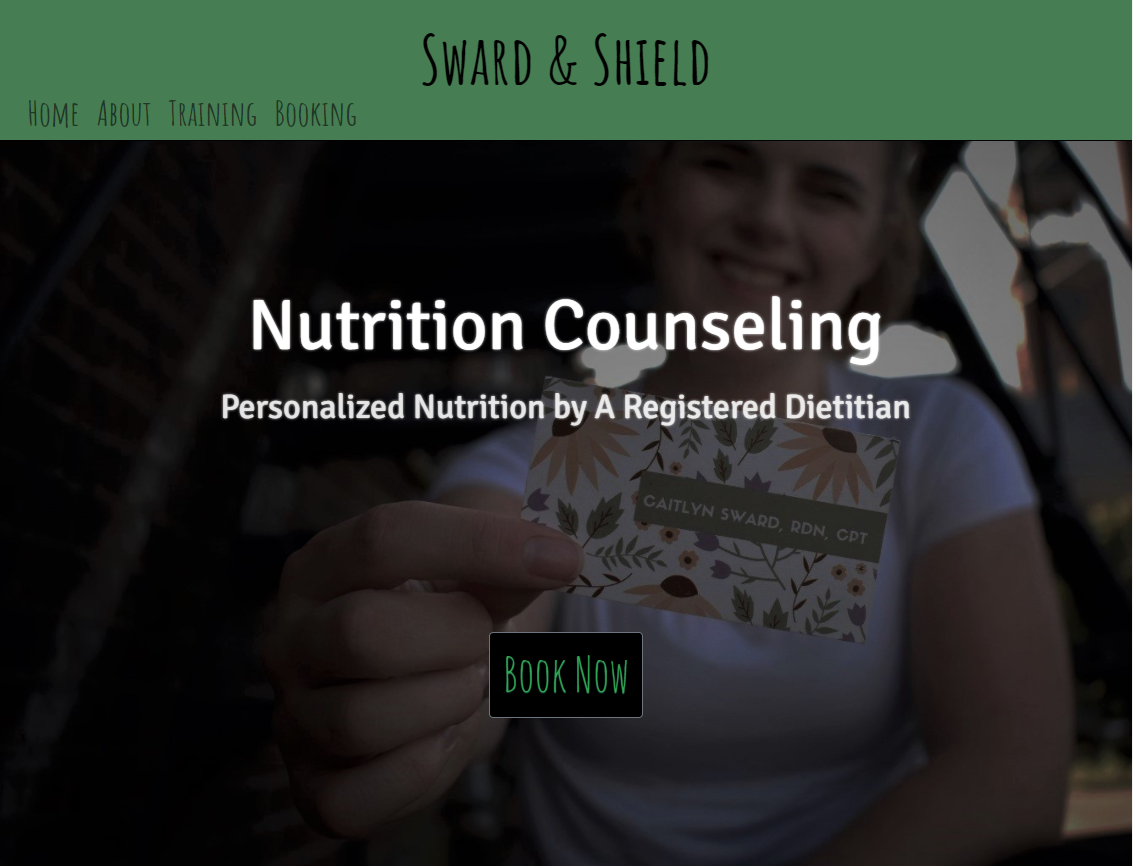 Sward & Shield
Home About Training Booking
Nutrition Counseling
Personalized Nutrition by A Registered Dietitian
CAITLYN SWARD, RDN, CPT
Book Now